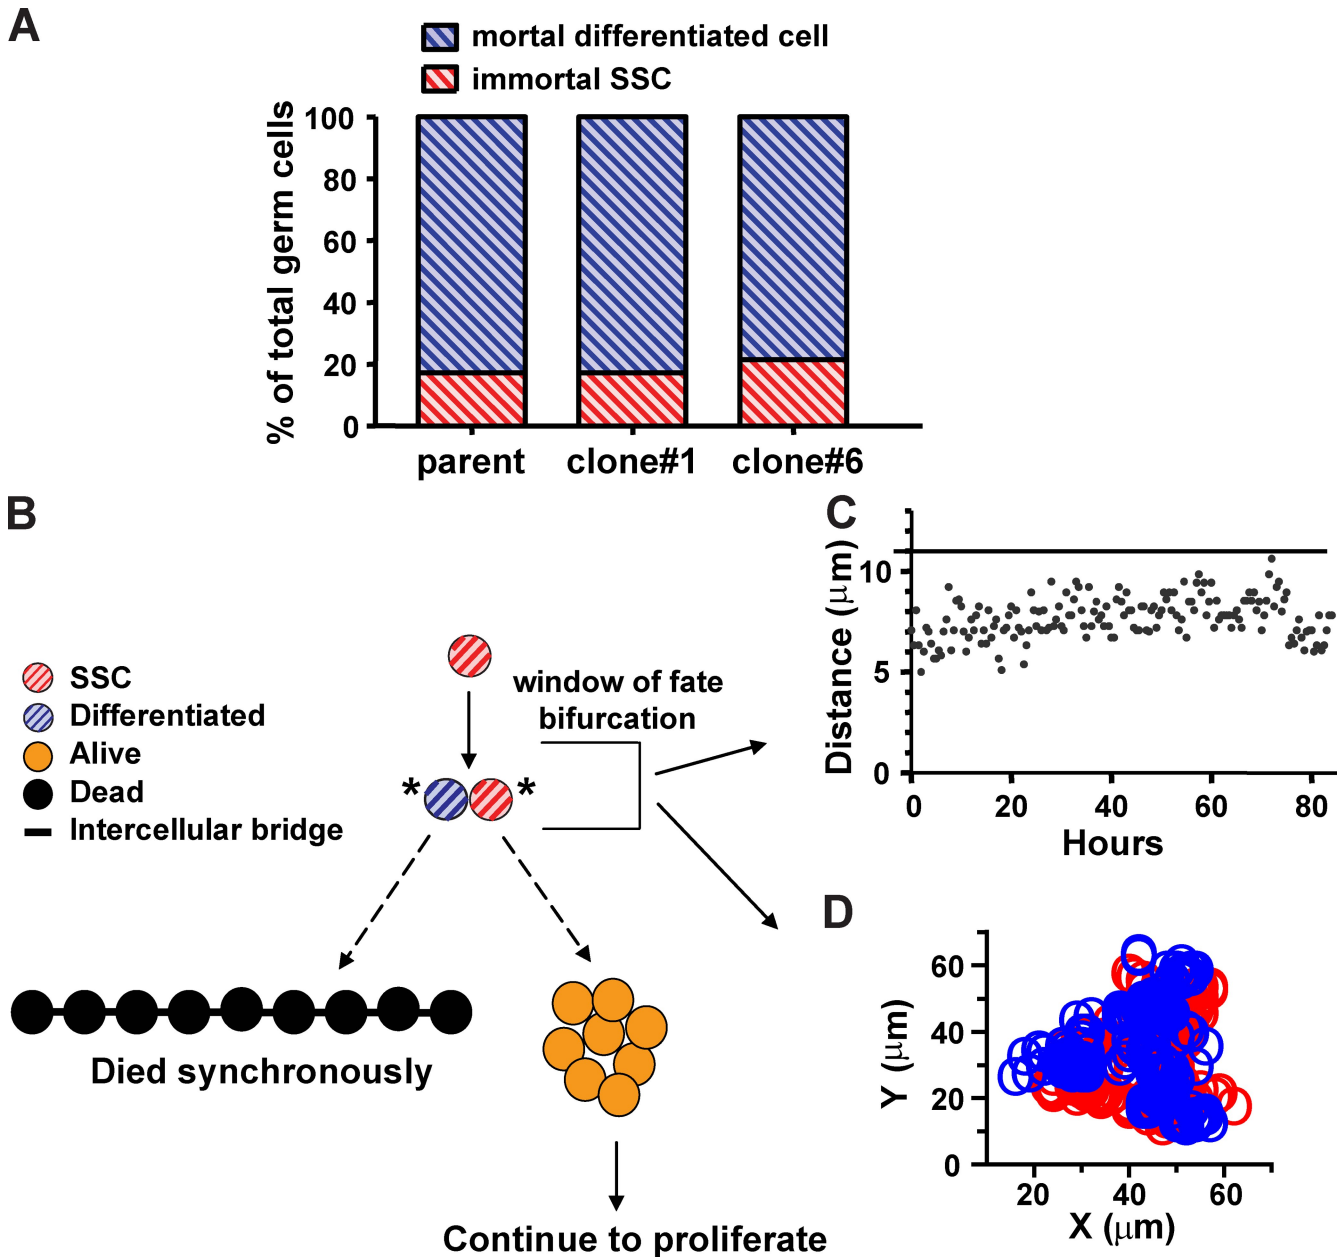 A
mortal differentiated cell
immortal SSC
% of total germ cells
100
80
60
40
20
0
parent clone#1 clone#6
B
SSC
Differentiated
Alive
Dead
Intercellular bridge
window of fate
bifurcation
* *
Died synchronously
Continue to proliferate
C
Distance (μm)
10
5
0
0 20 40 60 80
Hours
D
Y (μm)
60
40
20
0
20 40 60
X (μm)